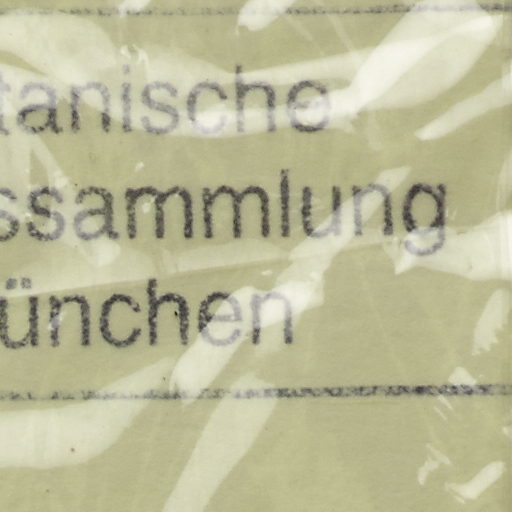 tanische
ssammlung
ünchen